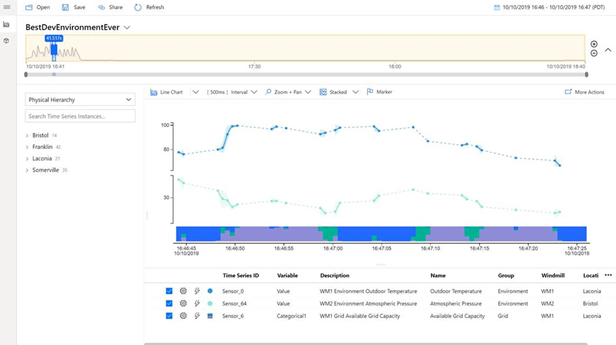 Open Save Share Refresh 10/10/2019 16:46 - 10/10/2019 16:47 (PDT)
BestDevEnvironmentEver
41.517s
10/10/2019 16:41 17:30 18:00 10/10/2019 18:40
Physical Hierarchy Line Chart [ 500ms ] Interval Zoom + Pan Stacked Marker More Actions
Search Time Series Instances...
Bristol 14
Franklin 42
Laconia 27
Somerville 20
100
80
30
16:46:45 16:46:50 16:46:55 16:47:00 16:47:05 16:47:10 16:47:15 16:47:20 16:47:25
10/10/2019 10/10/2019
Time Series ID Variable Description Name Group Windmill Locati
Sensor_0 Value WM1 Environment Outdoor Temperature Outdoor Temperature Environment WM1 Laconia
Sensor_64 Value WM2 Environment Atmospheric Pressure Atmospheric Pressure Environment WM2 Bristol
Sensor_6 Categorical1 WM1 Grid Available Grid Capacity Available Grid Capacity Grid WM1 Laconia